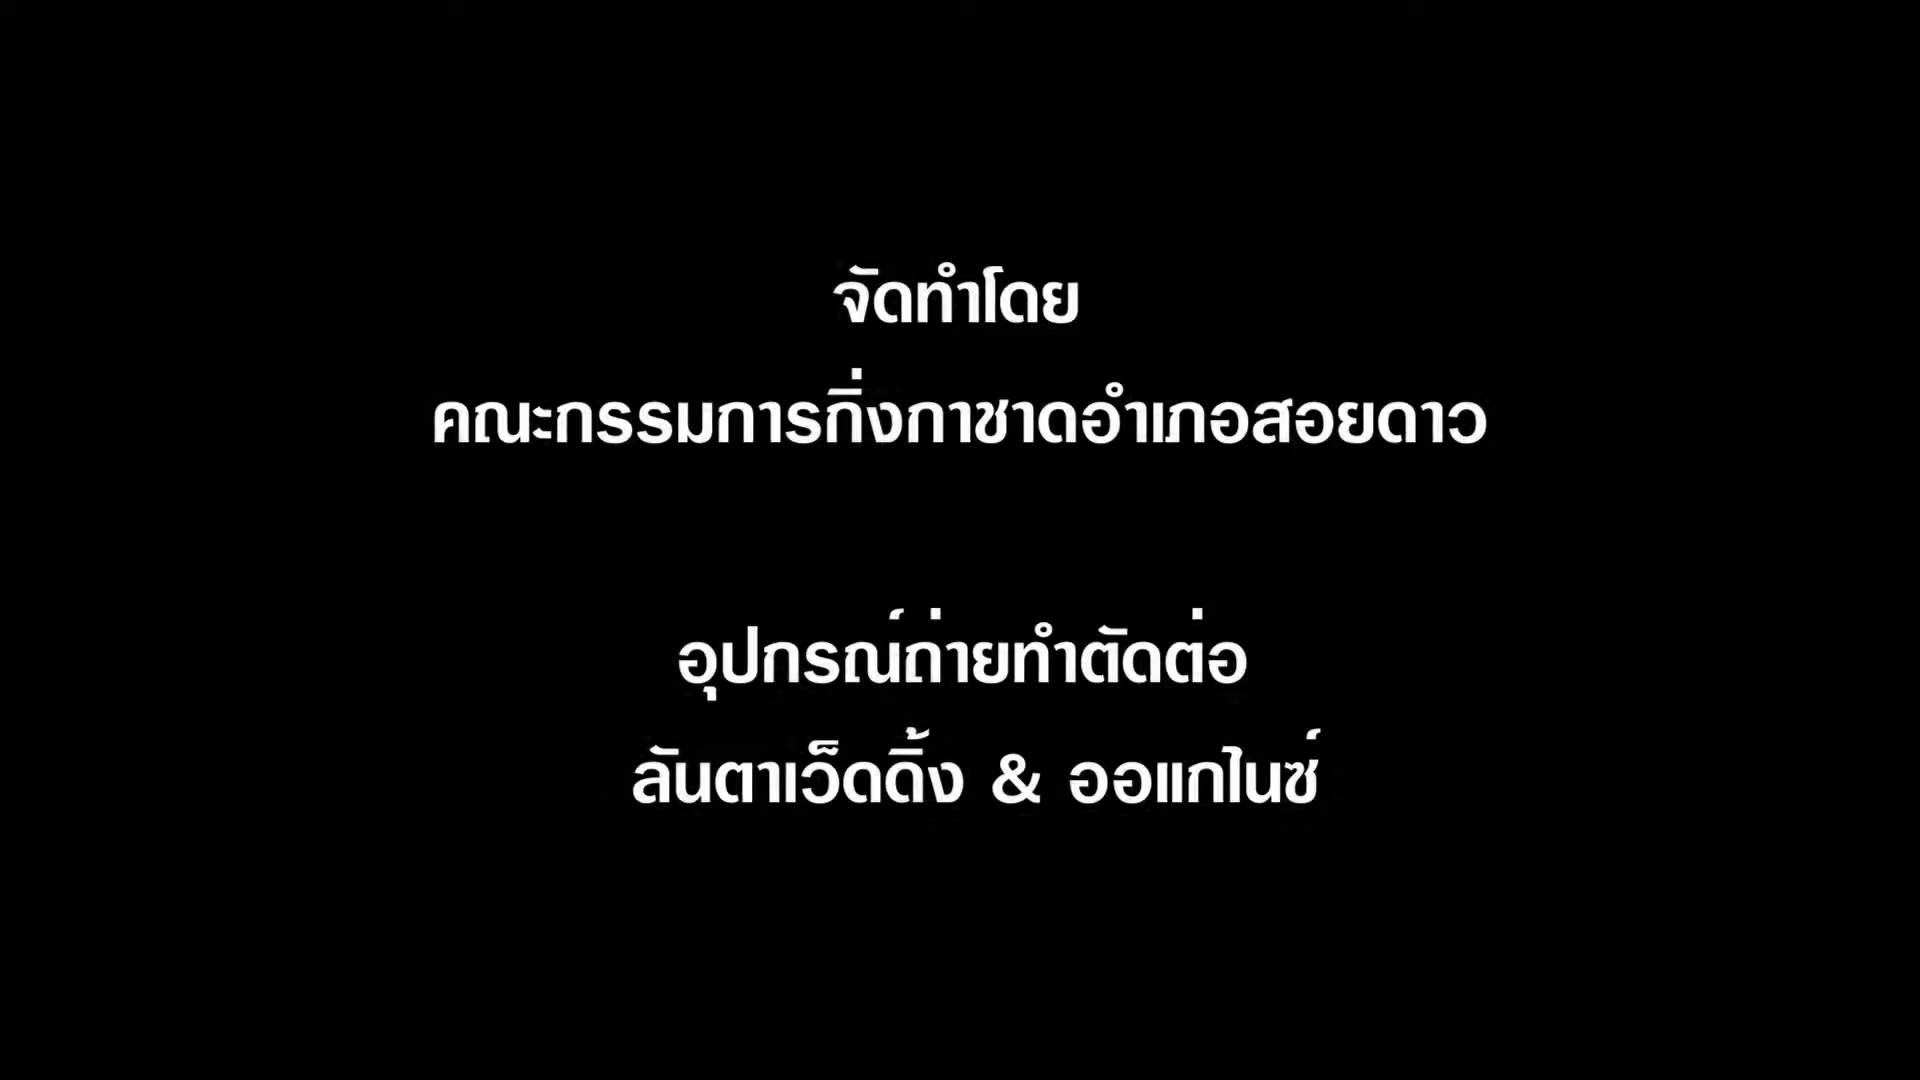 จัดทำโดย
คณะกรรมการกิ่งกาชาดอำเภอสอยดาว
อุปกรณ์ถ่ายทำตัดต่อ
ลันตาเว็ดดิ้ง & ออแกไนซ์